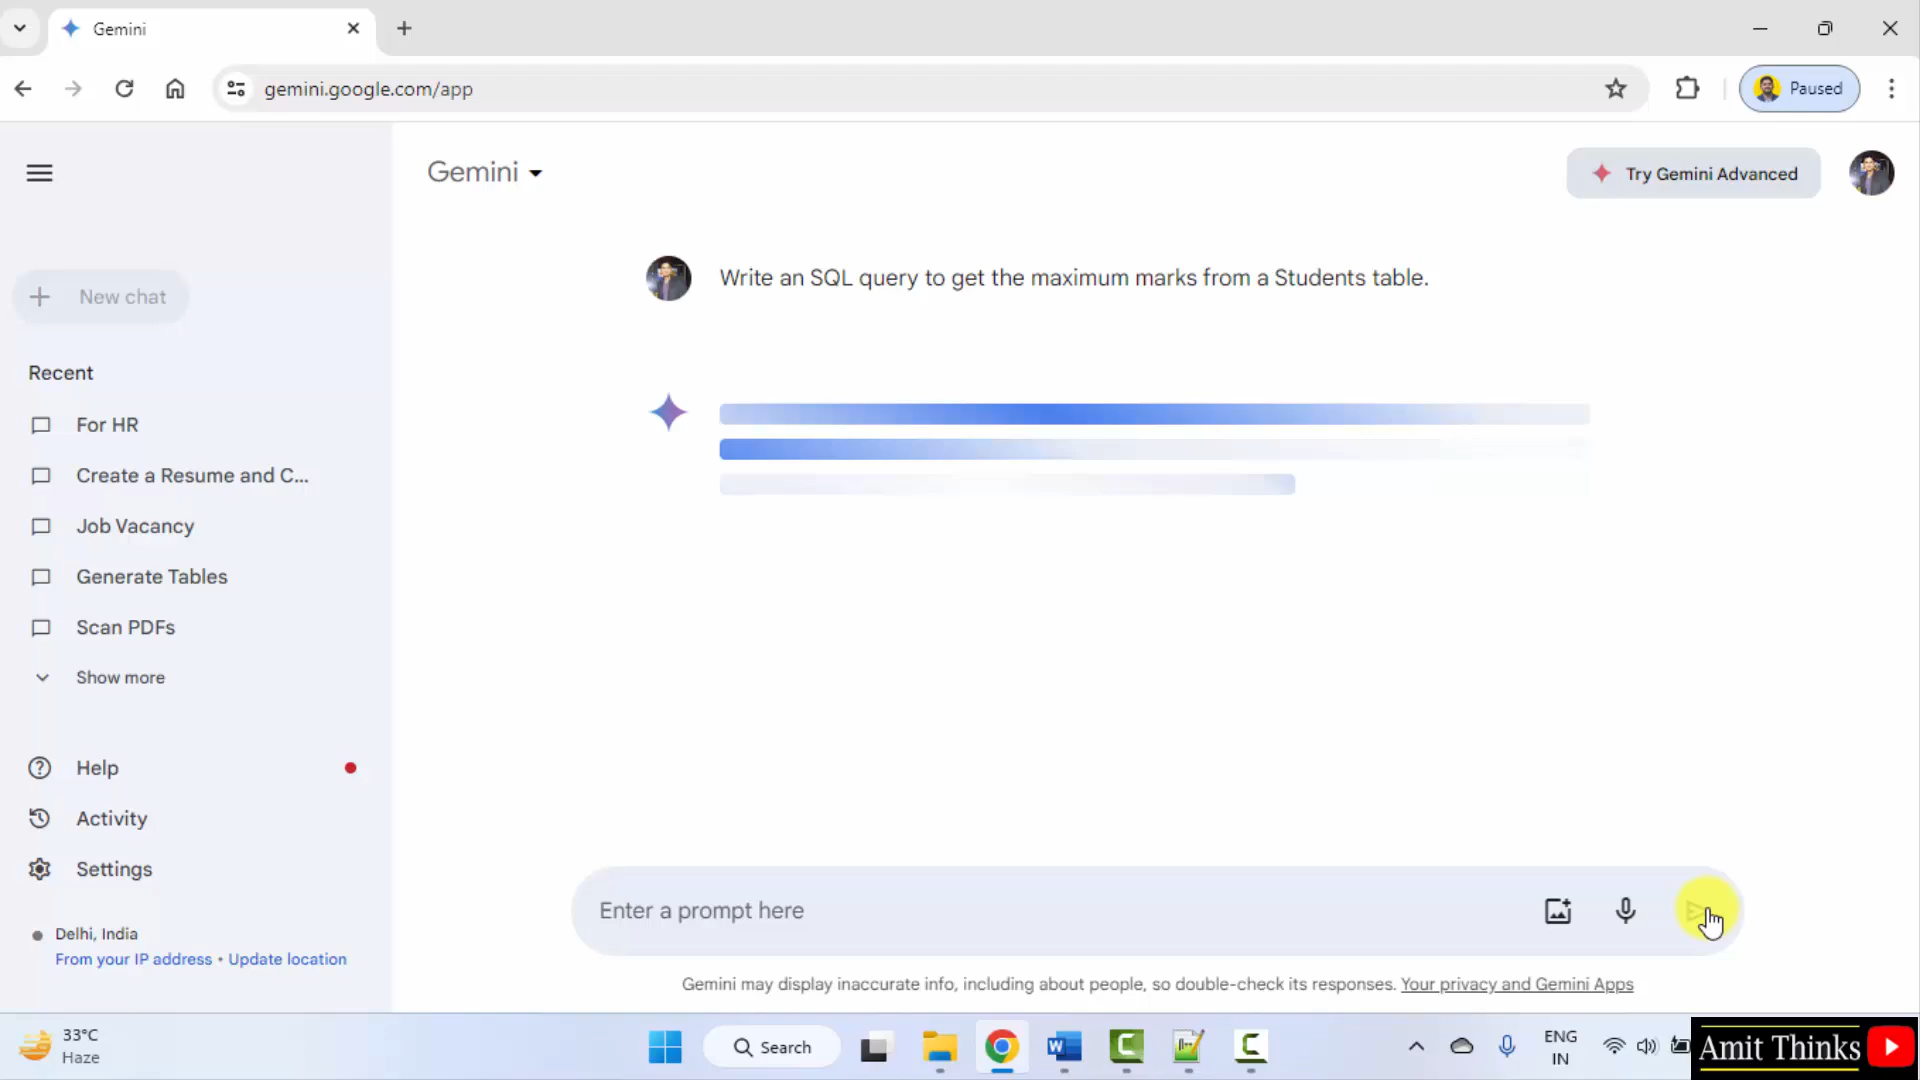 Gemini
gemini.google.com/app
Paused
Gemini
Try Gemini Advanced
Write an SQL query to get the maximum marks from a Students table.
New chat
Recent
For HR
Create a Resume and C...
Job Vacancy
Generate Tables
Scan PDFs
Show more
Help
Activity
Settings
Delhi, India
From your IP address • Update location
Enter a prompt here
Gemini may display inaccurate info, including about people, so double-check its responses. Your privacy and Gemini Apps
33°C
Haze
Search
ENG
IN
Amit Thinks